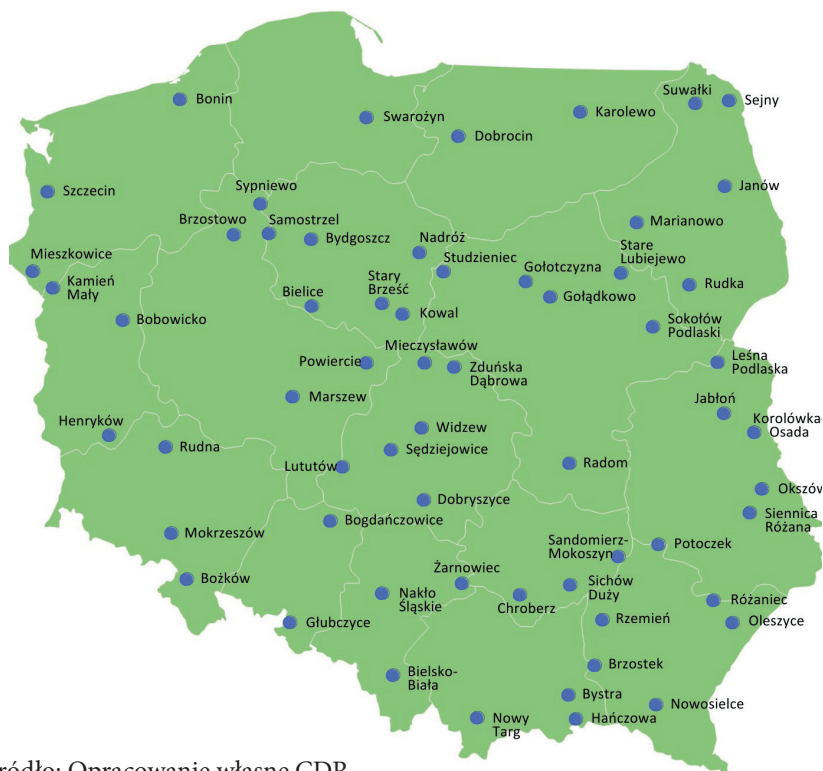 Bonin
Swarożyn
Dobrocin
Karolewo
Suwałki
Sejny
Szczecin
Sypniewo
Janów
Brzostowo
Samostrzel
Bydgoszcz
Nadróż
Marianowo
Mieszkowice
Kamień
Mały
Studzieniec
Gołotczyzna
Stare
Lubiejewo
Bielice
Stary
Brześć
Gołądkowo
Rudka
Bobowicko
Kowal
Sokołów
Podlaski
Mieczysławów
Powiercie
Zduńska
Dąbrowa
Leśna
Podlaska
Marszew
Jabłoń
Henryków
Widzew
Korolówka
Osada
Rudna
Sędziejowice
Lututów
Radom
Dobryszyce
Okszów
Bogdańczowice
Siennica
Różana
Mokrzeszów
Sandomierz-
Mokoszyn
Potoczek
Bożków
Żarnowiec
Nakło
Śląskie
Chroberz
Sichów
Duży
Różaniec
Głubczyce
Rzemień
Oleszyce
Bielsko-
Biała
Brzostek
Bystra
Nowosielce
Nowy
Targ
Hańczowa
ródło: Opracowanie własne CDR